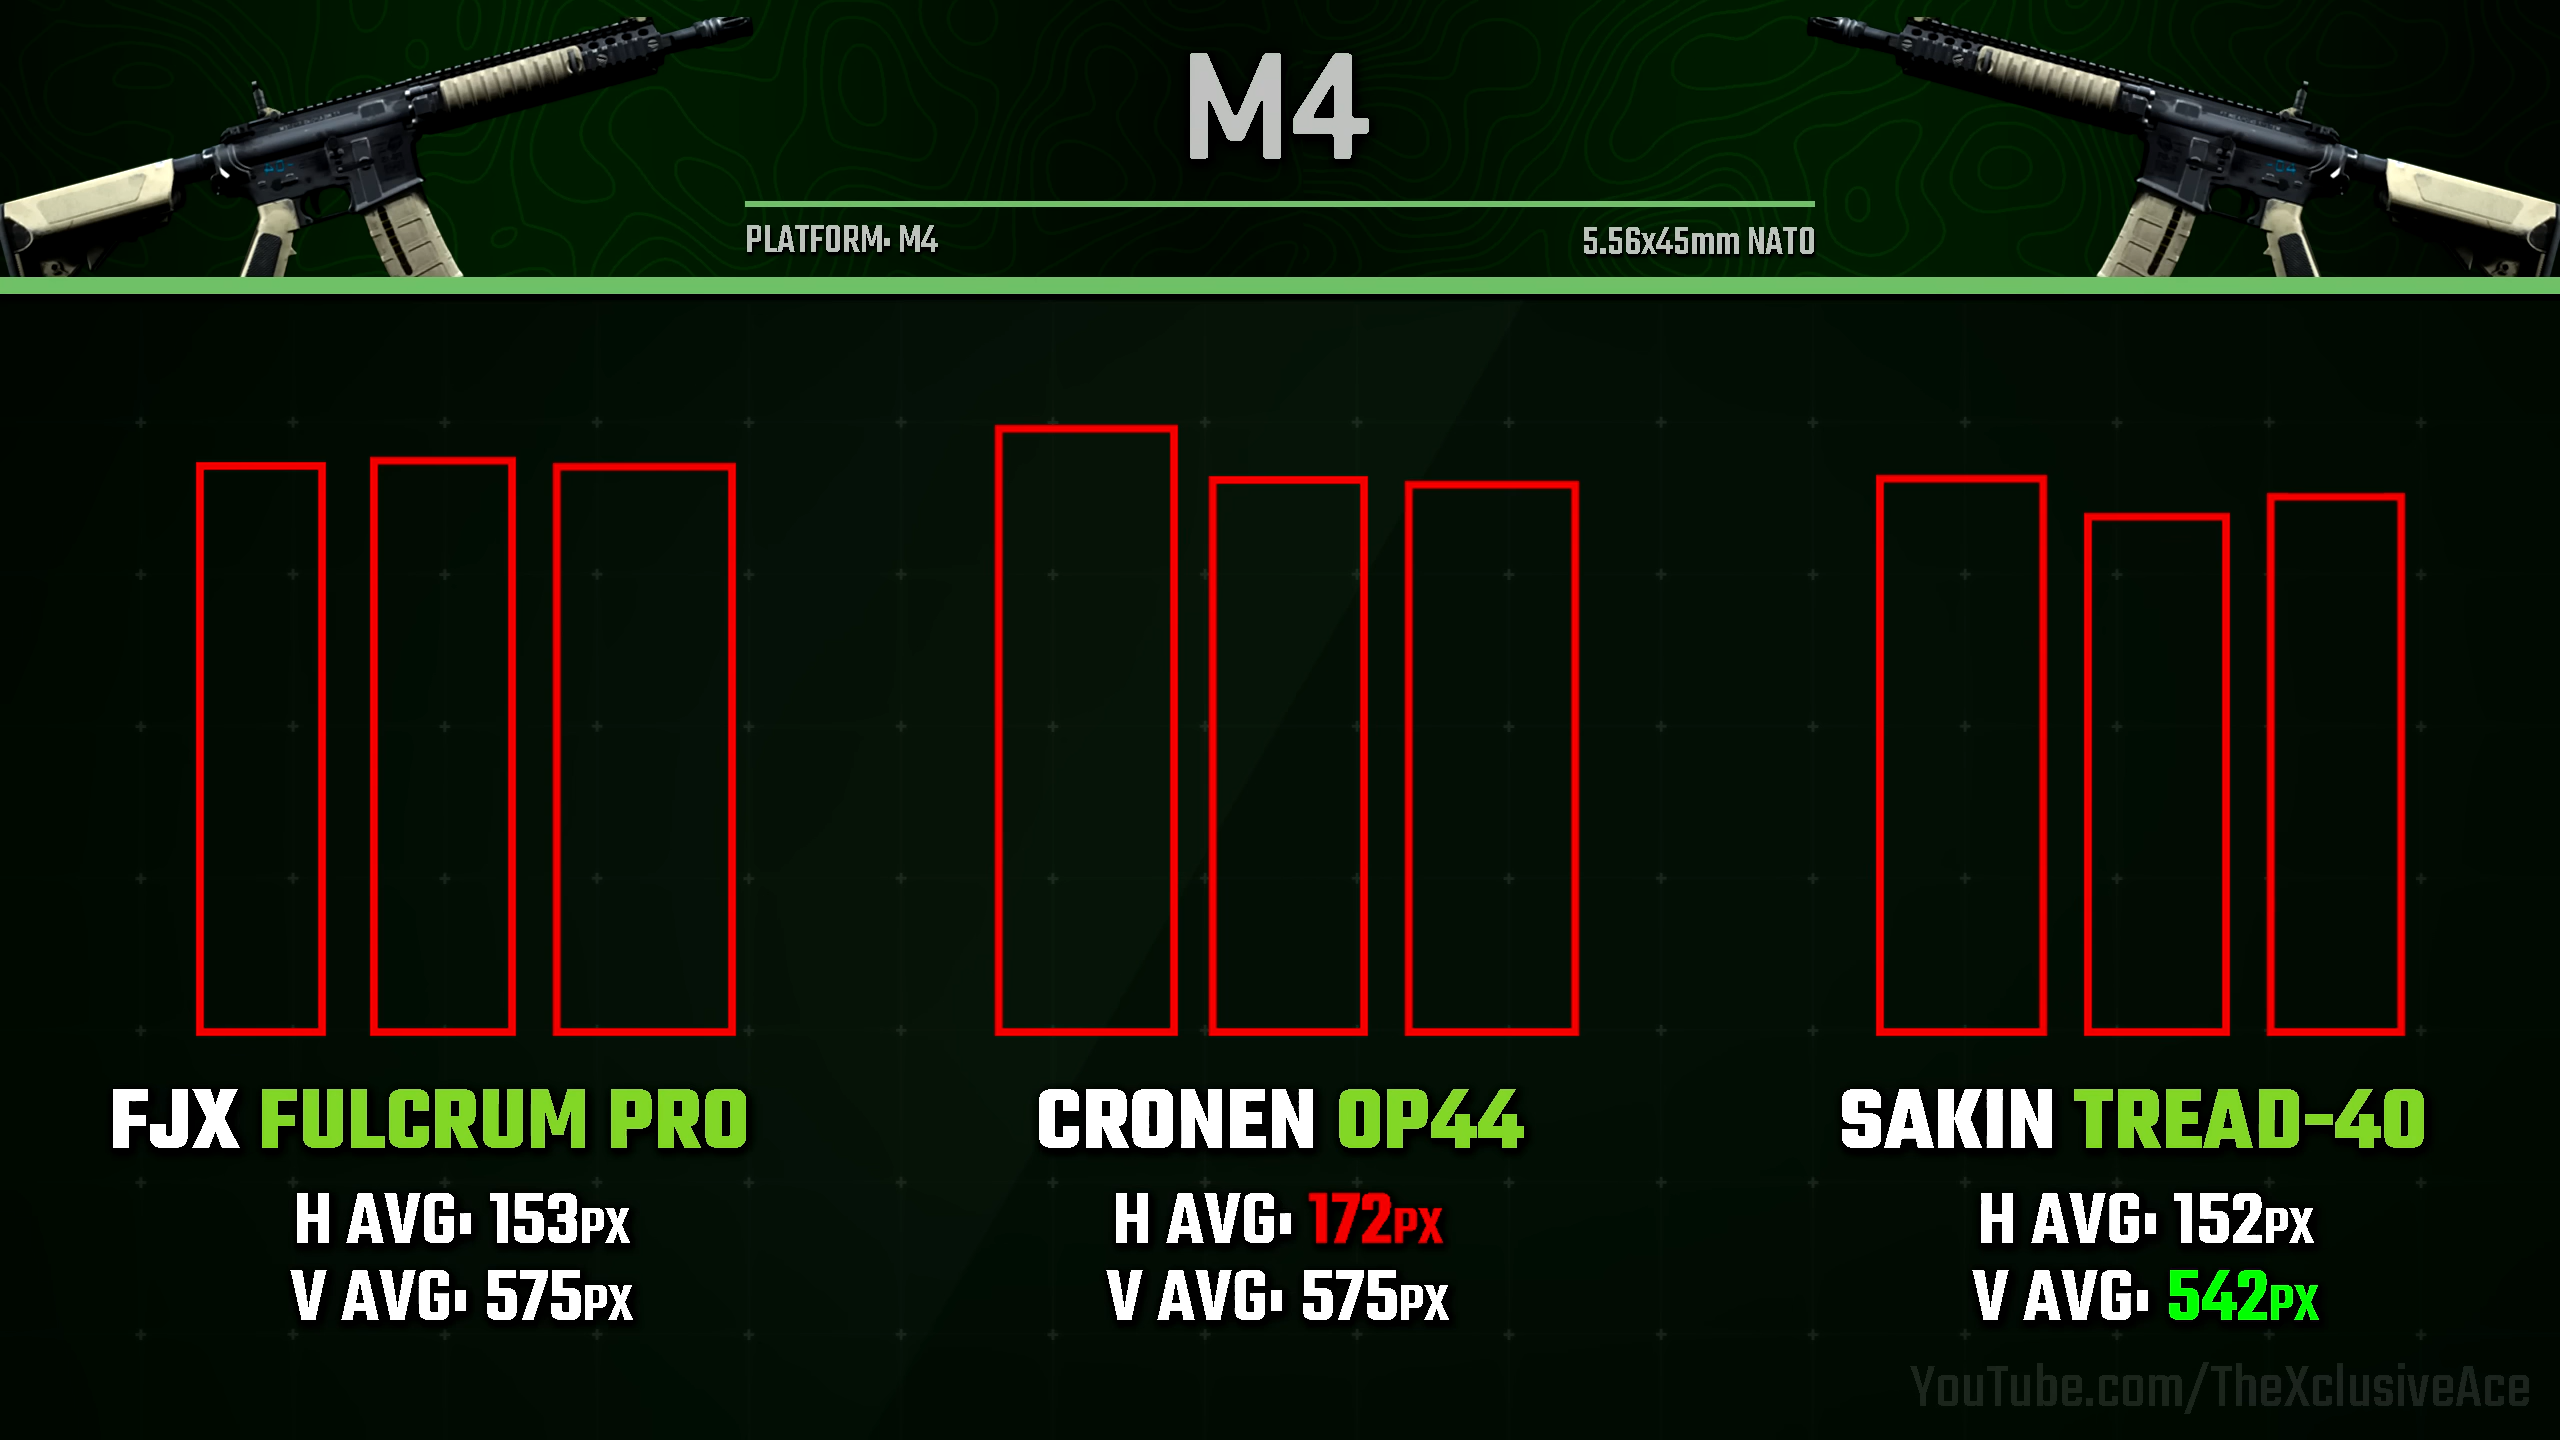 M4
PLATFORM: M4
5.56x45mm NATO
FJX FULCRUM PRO
H AVG: 153PX
V AVG: 575PX
CRONEN OP44
H AVG: 172PX
V AVG: 575PX
SAKIN TREAD-40
H AVG: 152PX
V AVG: 542PX
YouTube.com/TheXclusiveAce